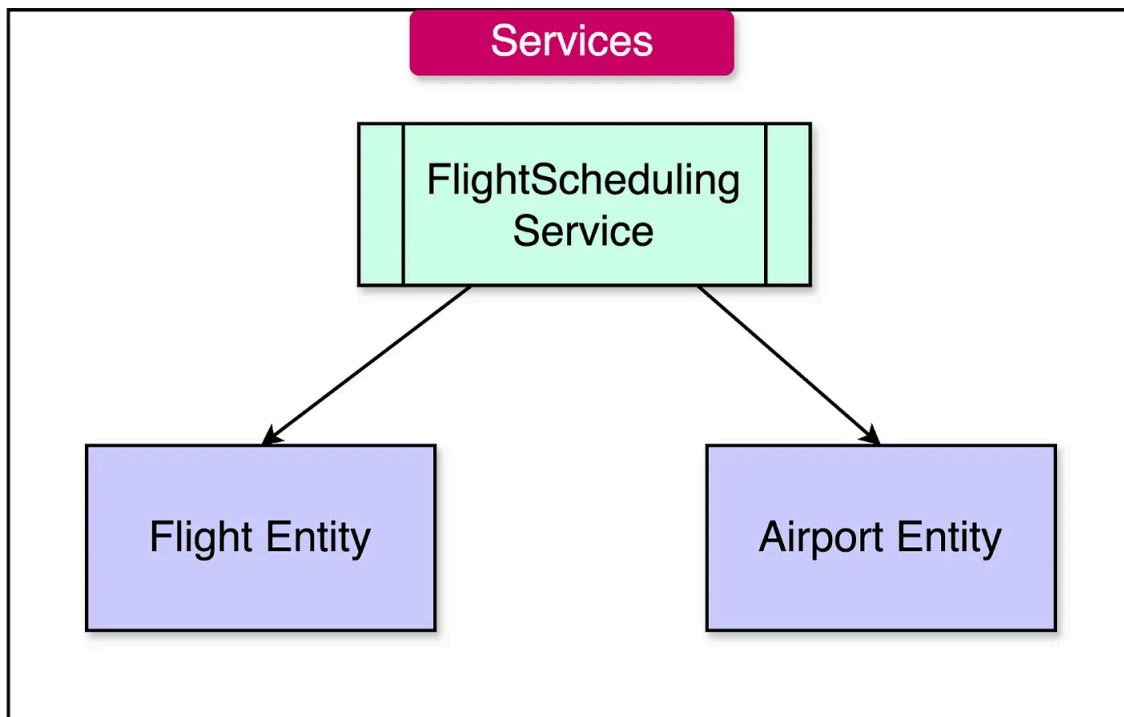 Services
FlightScheduling
Service
Flight Entity
Airport Entity